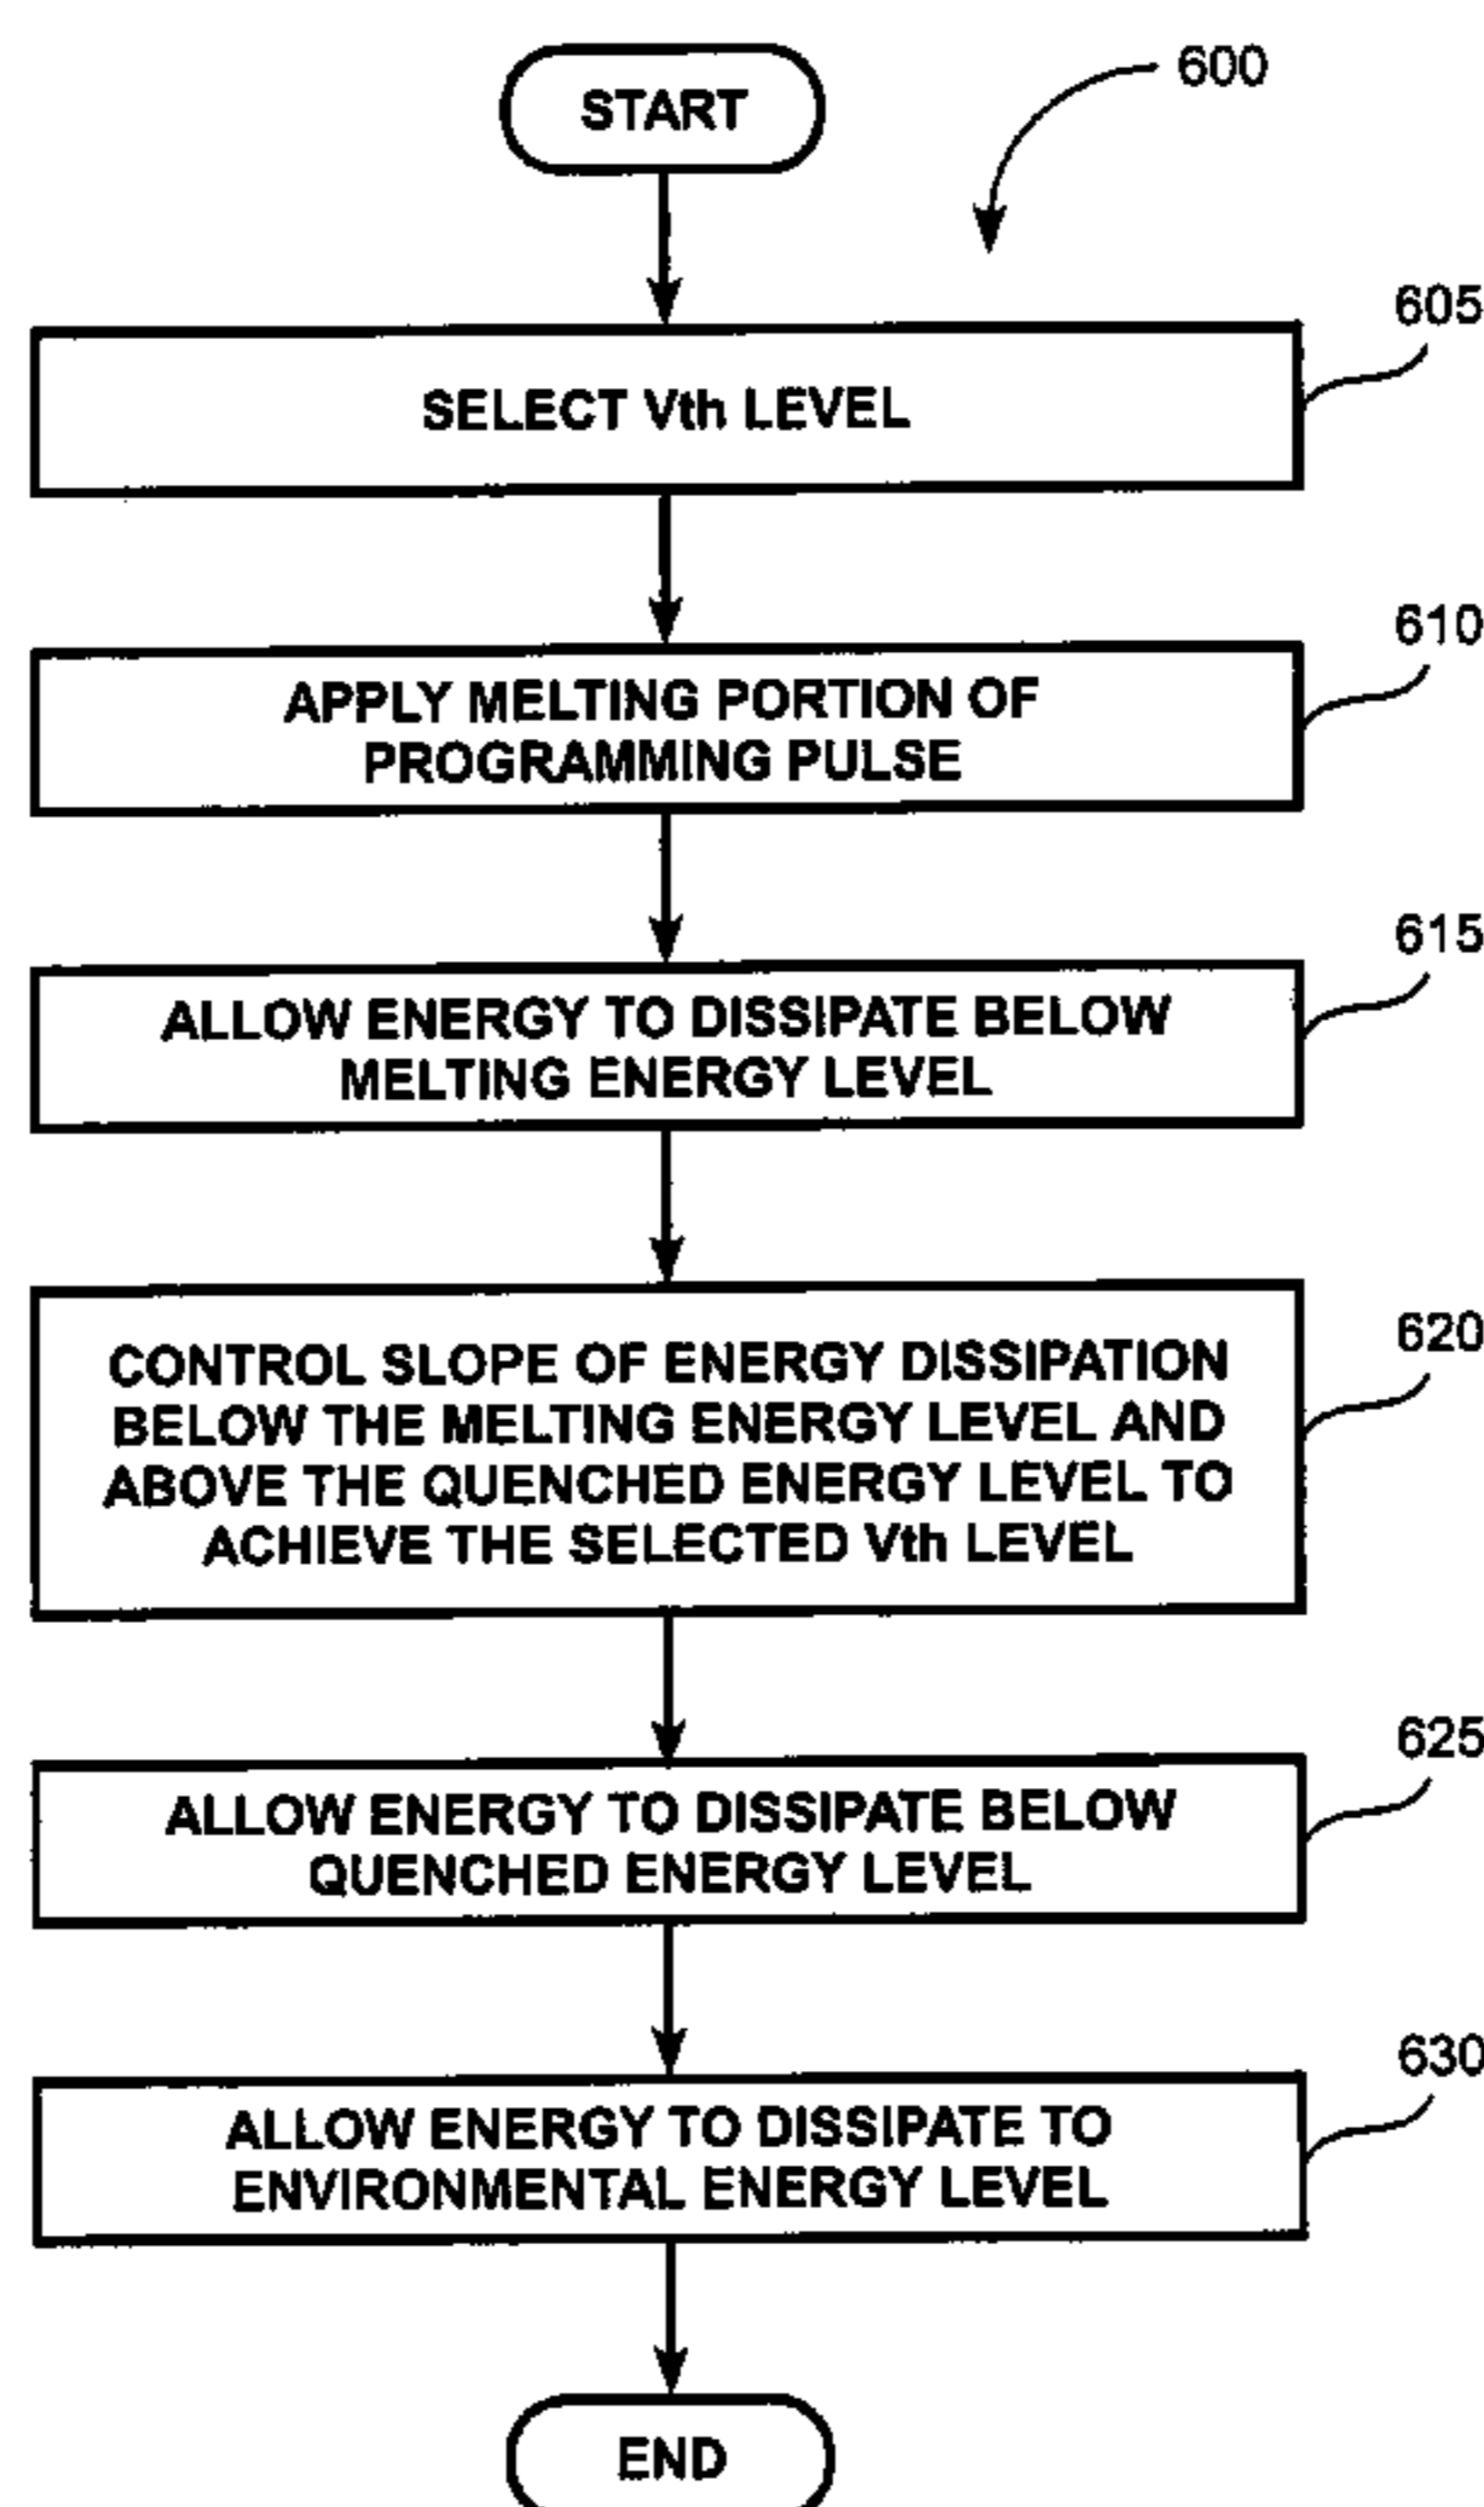 START
600
605
SELECT Vth LEVEL
610
APPLY MELTING PORTION OF
PROGRAMMING PULSE
615
ALLOW ENERGY TO DISSIPATE BELOW
MELTING ENERGY LEVEL
620
CONTROL SLOPE OF ENERGY DISSIPATION
BELOW THE MELTING ENERGY LEVEL AND
ABOVE THE QUENCHED ENERGY LEVEL TO
ACHIEVE THE SELECTED Vth LEVEL
625
ALLOW ENERGY TO DISSIPATE BELOW
QUENCHED ENERGY LEVEL
630
ALLOW ENERGY TO DISSIPATE TO
ENVIRONMENTAL ENERGY LEVEL
END